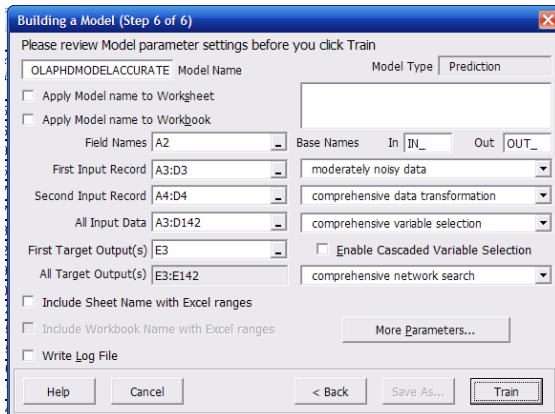 Building a Model (Step 6 of 6)
Please review Model parameter settings before you click Train
OLAPHDMODELACCURATE Model Name Model Type Prediction
Apply Model name to Worksheet
Apply Model name to Workbook
Field Names A2 Base Names In IN_ Out OUT_
First Input Record A3:D3 moderately noisy data
Second Input Record A4:D4 comprehensive data transformation
All Input Data A3:D142 comprehensive variable selection
First Target Output(s) E3 Enable Cascaded Variable Selection
All Target Output(s) E3:E142 comprehensive network search
Include Sheet Name with Excel ranges
Include Workbook Name with Excel ranges More Parameters...
Write Log File
Help Cancel < Back Save As... Train